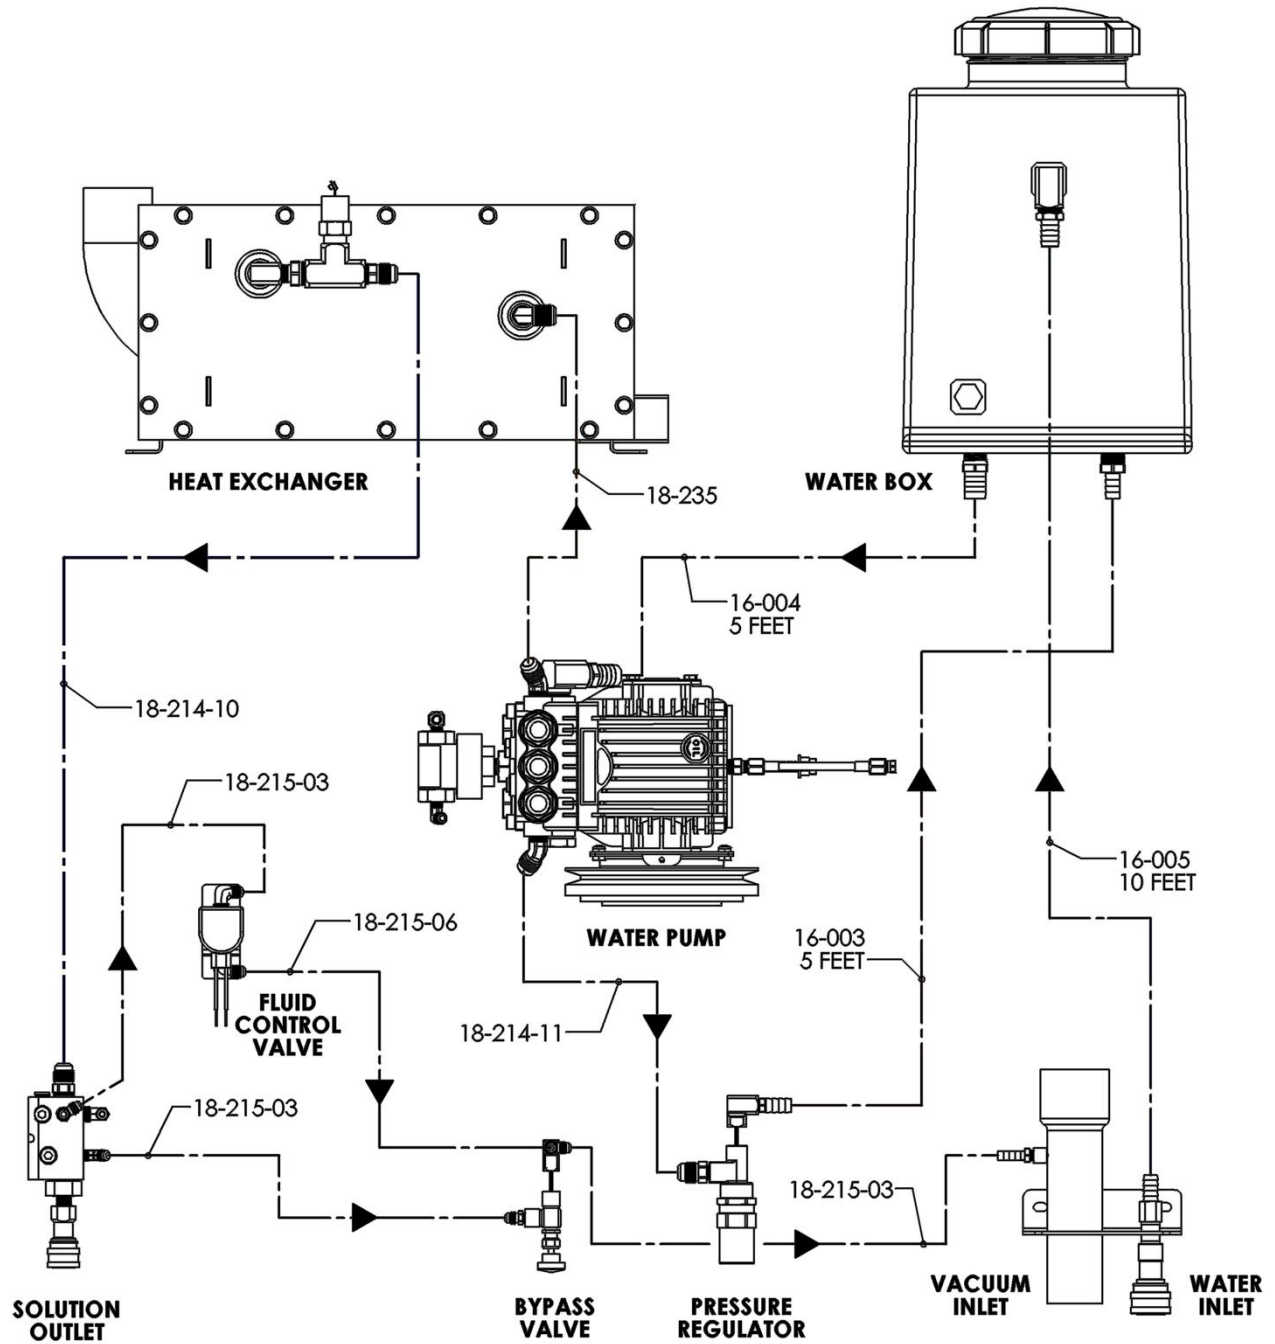 HEAT EXCHANGER
WATER BOX
18-235
16-004
5 FEET
18-214-10
OIL
18-215-03
16-005
10 FEET
18-215-06
WATER PUMP
16-003
5 FEET
FLUID
CONTROL
VALVE
18-214-11
18-215-03
18-215-03
VACUUM
INLET
WATER
INLET
SOLUTION
OUTLET
BYPASS
VALVE
PRESSURE
REGULATOR